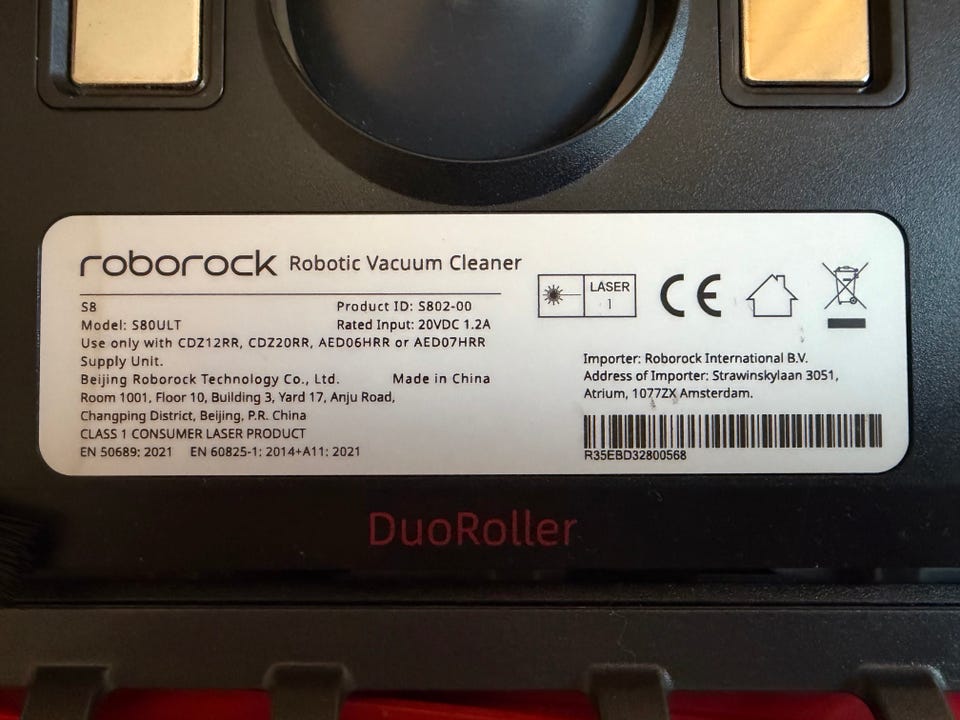 roborock Robotic Vacuum Cleaner
S8 Product ID: S802-00
Model: S80ULT Rated Input: 20VDC 1.2A
Use only with CDZ12RR, CDZ20RR, AED06HRR or AED07HRR
Supply Unit.
Beijing Roborock Technology Co., Ltd. Made in China
Room 1001, Floor 10, Building 3, Yard 17, Anju Road,
Changping District, Beijing, P.R. China
CLASS 1 CONSUMER LASER PRODUCT
EN 50689: 2021 EN 60825-1: 2014+A11: 2021
LASER
1
CE
Importer: Roborock International B.V.
Address of Importer: Strawinskylaan 3051,
Atrium, 1077ZX Amsterdam.
R35EBD32800568
DuoRoller